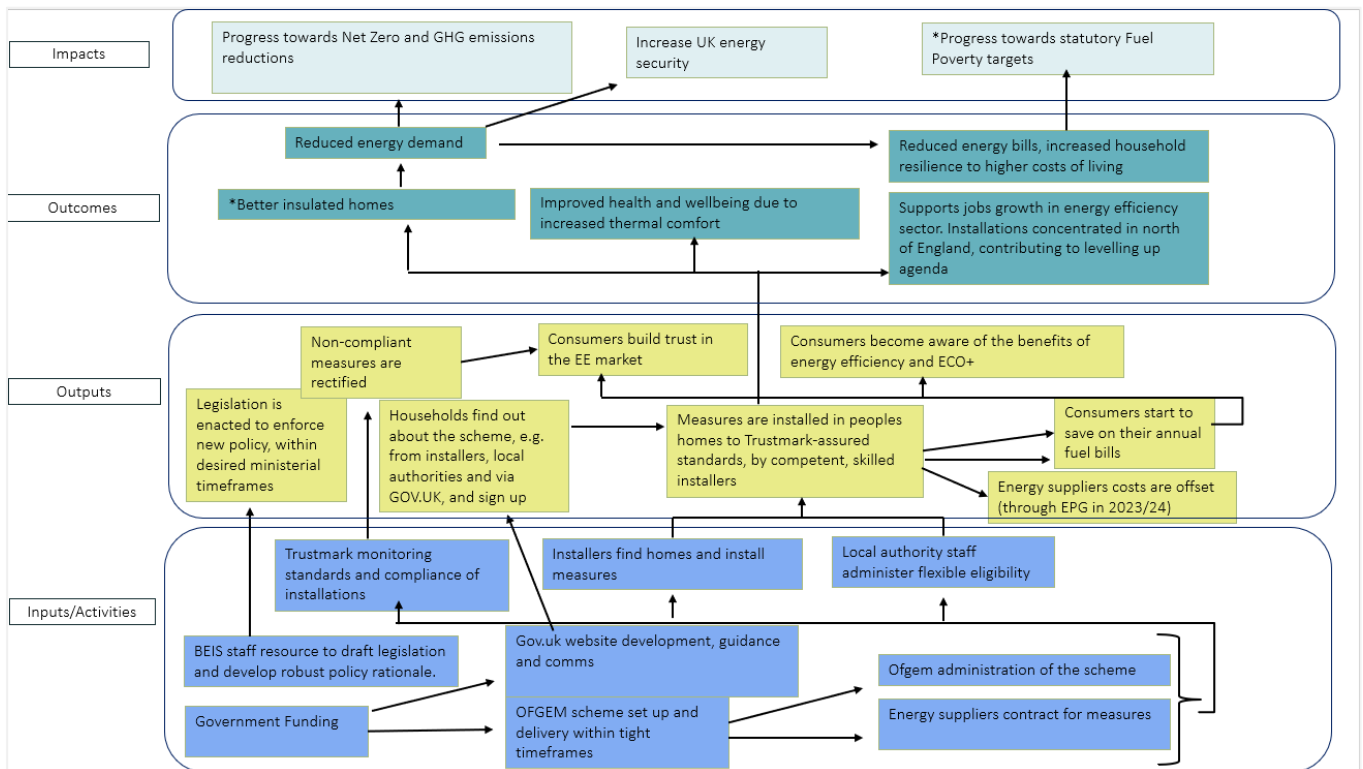 Impacts
Progress towards Net Zero and GHG emissions
reductions
Increase UK energy
security
*Progress towards statutory Fuel
Poverty targets
Outcomes
Reduced energy demand
Reduced energy bills, increased household
resilience to higher costs of living
*Better insulated homes
Improved health and wellbeing due to
increased thermal comfort
Supports jobs growth in energy efficiency
sector. Installations concentrated in north
of England, contributing to levelling up
agenda
Outputs
Non-compliant
measures are
rectified
Consumers build trust in
the EE market
Consumers become aware of the benefits of
energy efficiency and ECO+
Legislation is
enacted to enforce
new policy, within
desired ministerial
timeframes
Households find out
about the scheme, e.g.
from installers, local
authorities and via
GOV.UK, and sign up
Measures are installed in peoples
homes to Trustmark-assured
standards, by competent, skilled
installers
Consumers start to
save on their annual
fuel bills
Energy suppliers costs are offset
(through EPG in 2023/24)
Inputs/Activities
Trustmark monitoring
standards and compliance of
installations
Installers find homes and install
measures
Local authority staff
administer flexible eligibility
BEIS staff resource to draft legislation
and develop robust policy rationale.
Gov.uk website development, guidance
and comms
Ofgem administration of the scheme
Government Funding
OFGEM scheme set up and
delivery within tight
timeframes
Energy suppliers contract for measures